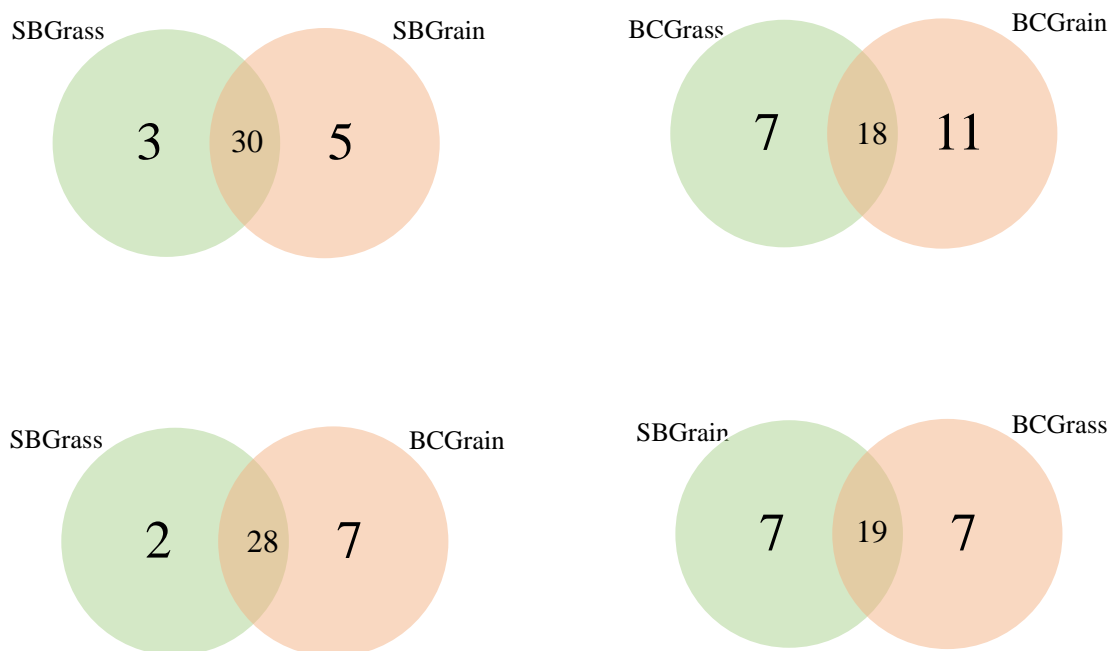 SBGrass SBGrain
3 30 5
BCGrass BCGrain
7 18 11
SBGrass BCGrain
2 28 7
SBGrain BCGrass
7 19 7